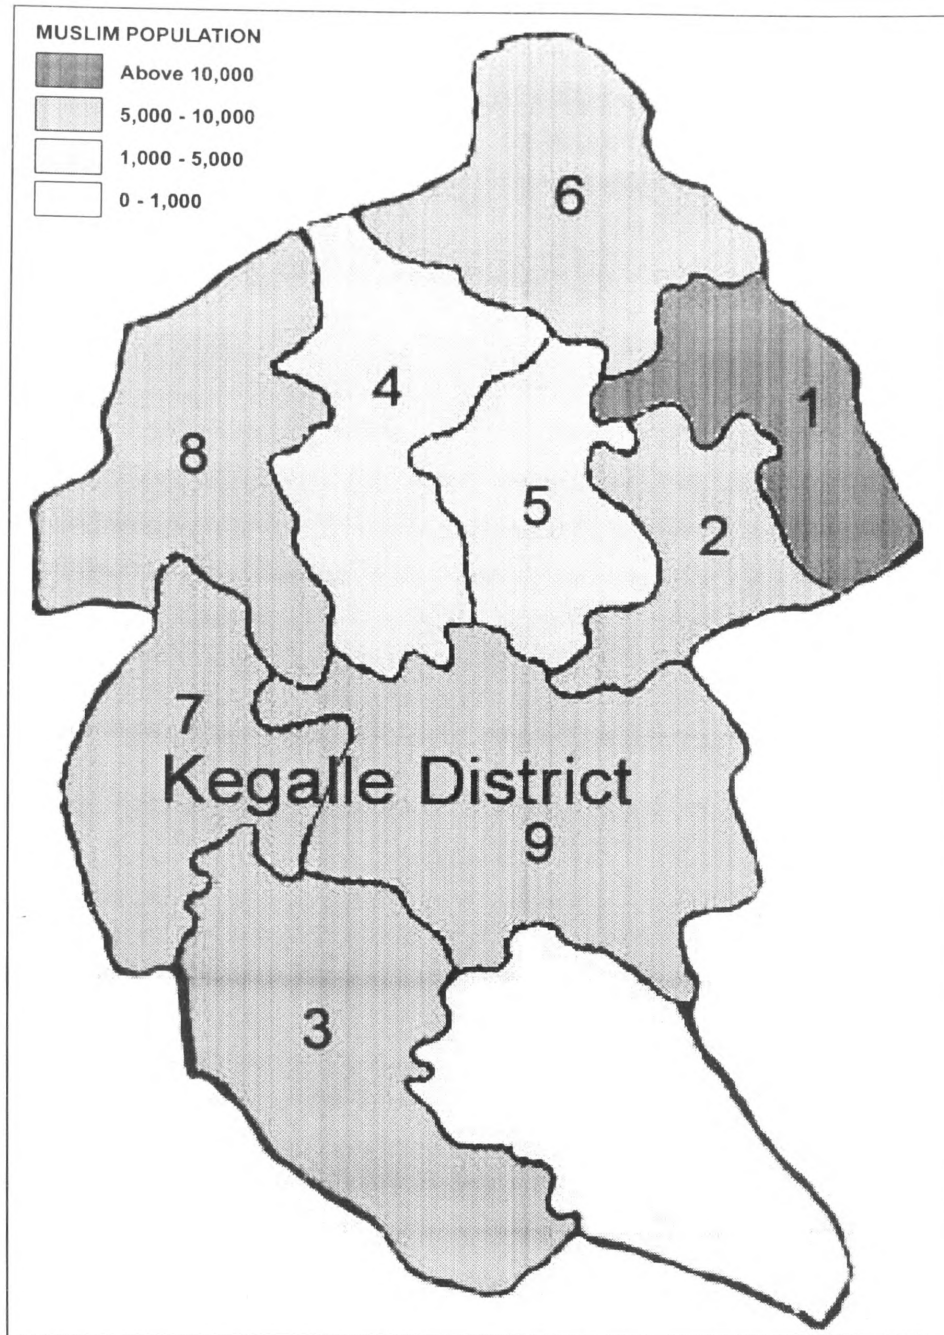 MUSLIM POPULATION
Above 10,000
5,000 - 10,000
1,000 - 5,000
0 - 1,000
6
4
1
8
5
2
7
Kegalle District
9
3